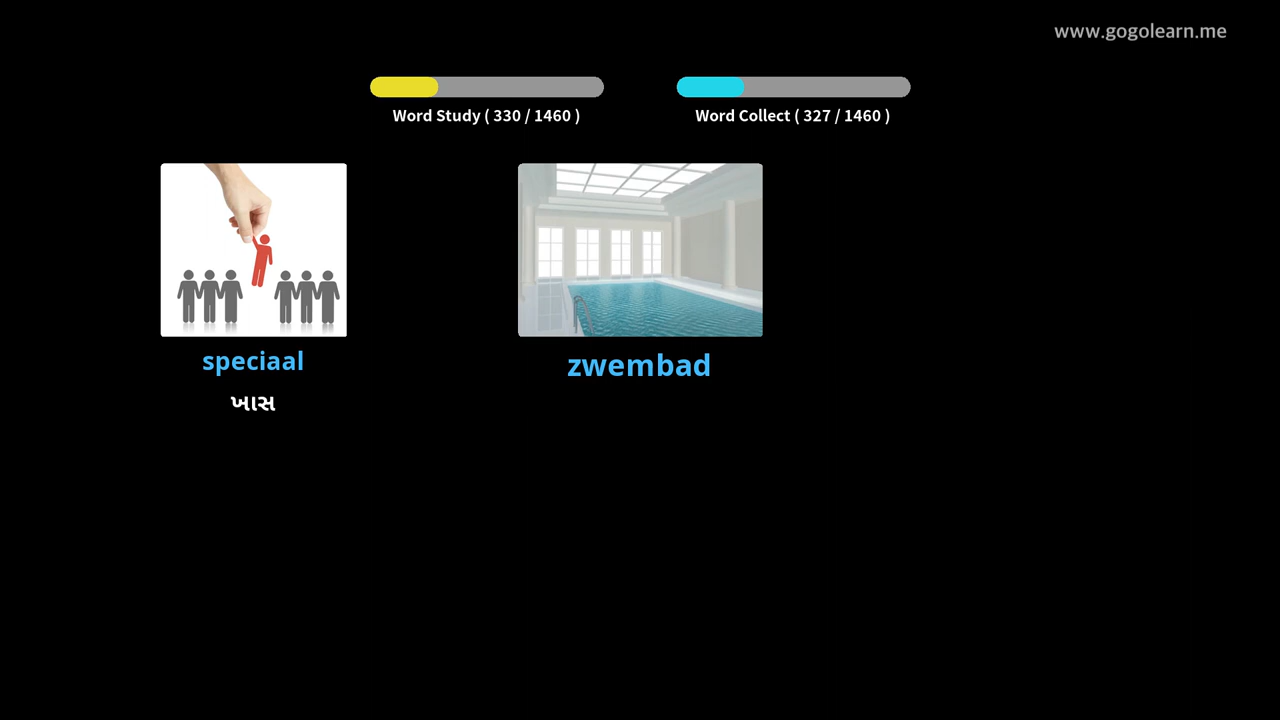 www.gogolearn.me
Word Study ( 330 / 1460 )
Word Collect ( 327 / 1460 )
speciaal
ખાસ
zwembad